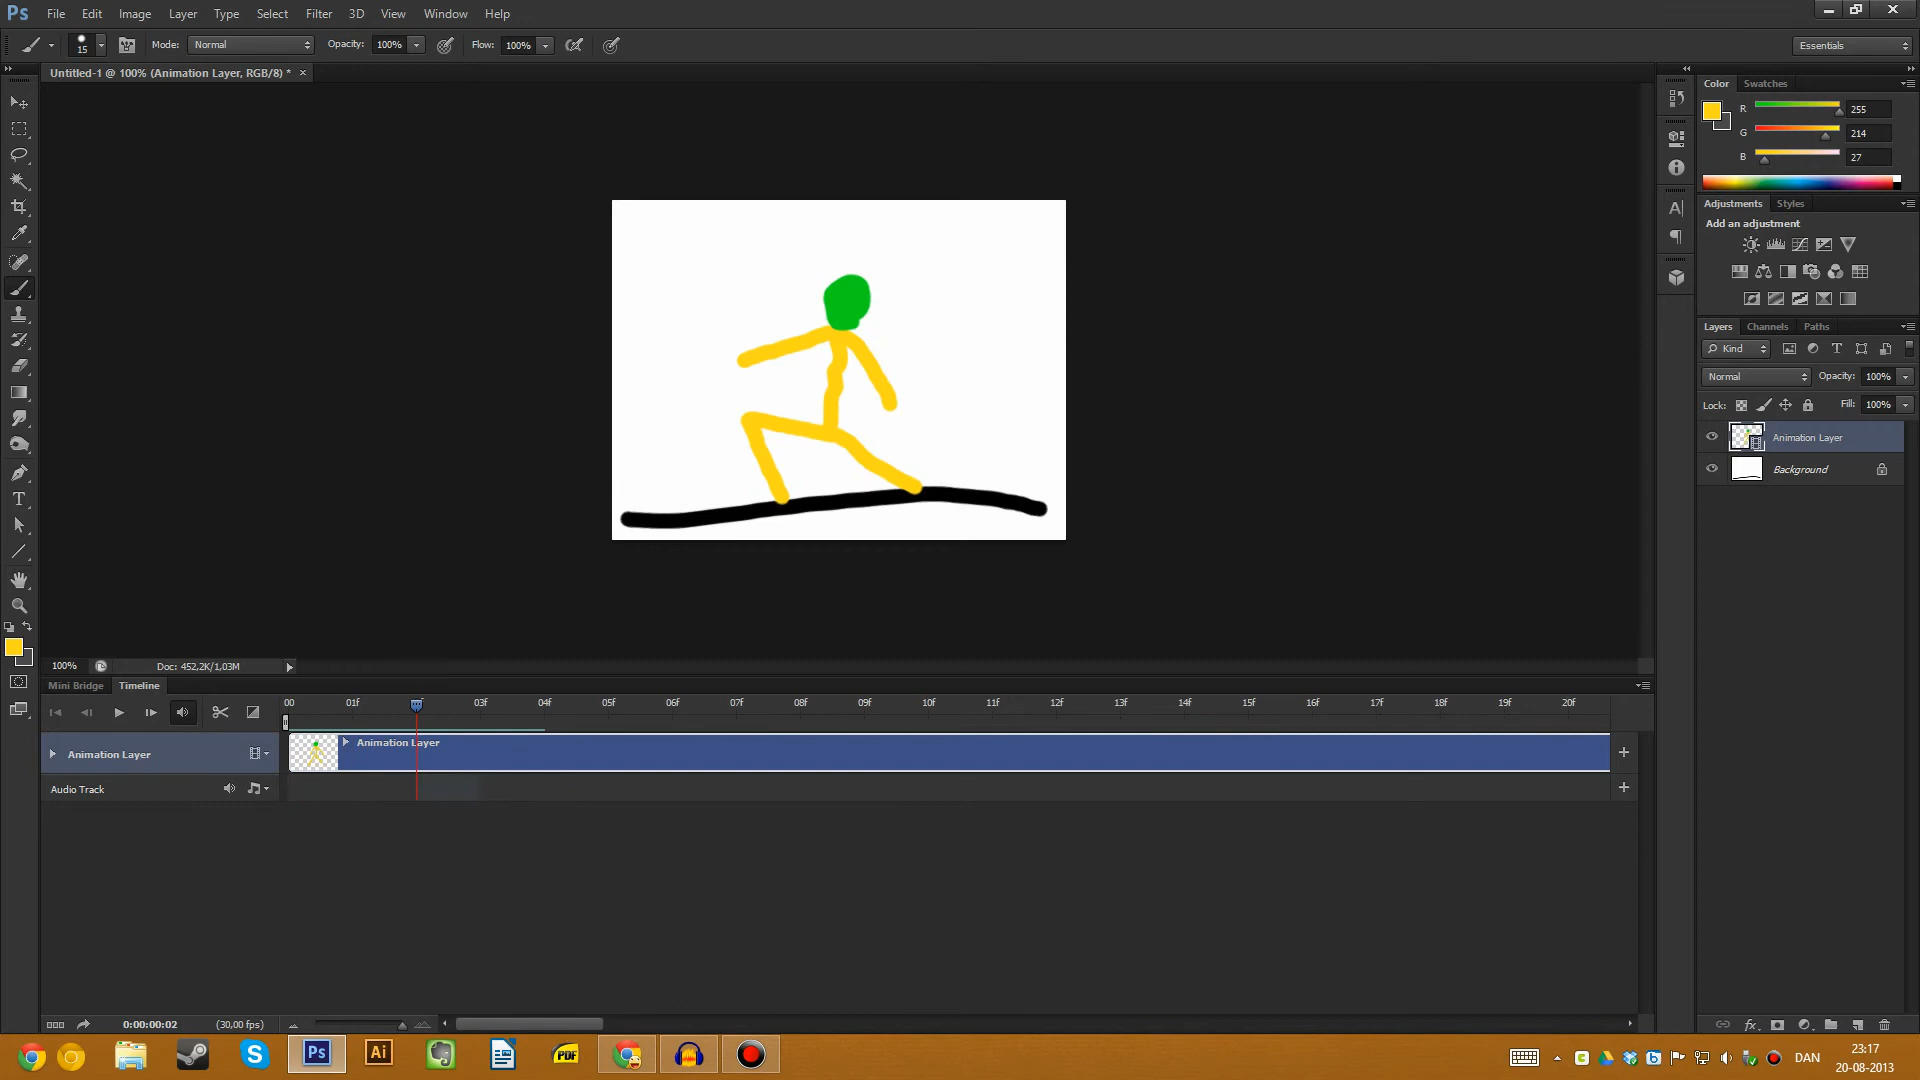 Ps File Edit Image Layer Type Select Filter 3D View Window Help
15 Mode: Normal Opacity: 100% Flow: 100% Essentials
Untitled-1 @ 100% (Animation Layer, RGB/8) * ×
Color Swatches
R 255
G 214
B 27
Adjustments Styles
Add an adjustment
Layers Channels Paths
Kind
Normal Opacity: 100%
Lock: Fill: 100%
Animation Layer
Background
100% Doc: 452,2K/1,03M
Mini Bridge Timeline
00 01f 02f 03f 04f 05f 06f 07f 08f 09f 10f 11f 12f 13f 14f 15f 16f 17f 18f 19f 20f
Animation Layer Animation Layer
Audio Track
0:00:00:02 (30,00 fps)
fx
Ps Ai PDF DAN 23:17
20-08-2013